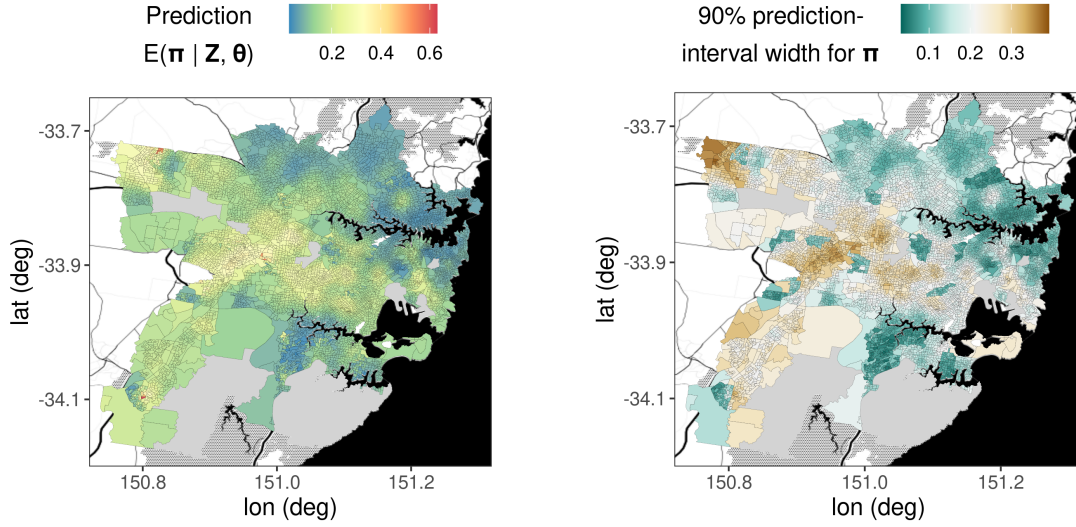 Prediction
E(π | Z, θ)
0.2 0.4 0.6
-33.7
-33.9
-34.1
lat (deg)
150.8 151.0 151.2
lon (deg)
90% prediction-
interval width for π
0.1 0.2 0.3
-33.7
-33.9
-34.1
lat (deg)
150.8 151.0 151.2
lon (deg)